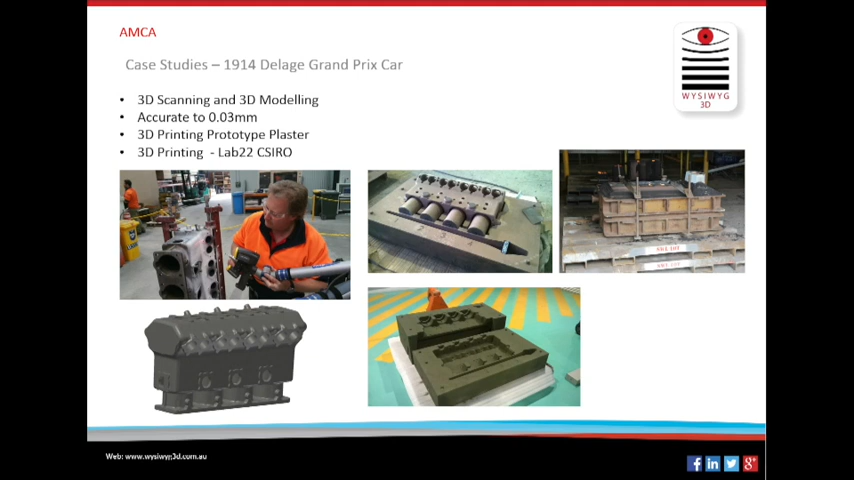 AMCA
Case Studies – 1914 Delage Grand Prix Car
WYSIWYG
3D
• 3D Scanning and 3D Modelling
• Accurate to 0.03mm
• 3D Printing Prototype Plaster
• 3D Printing - Lab22 CSIRO
Web: www.wysiwyg3d.com.au